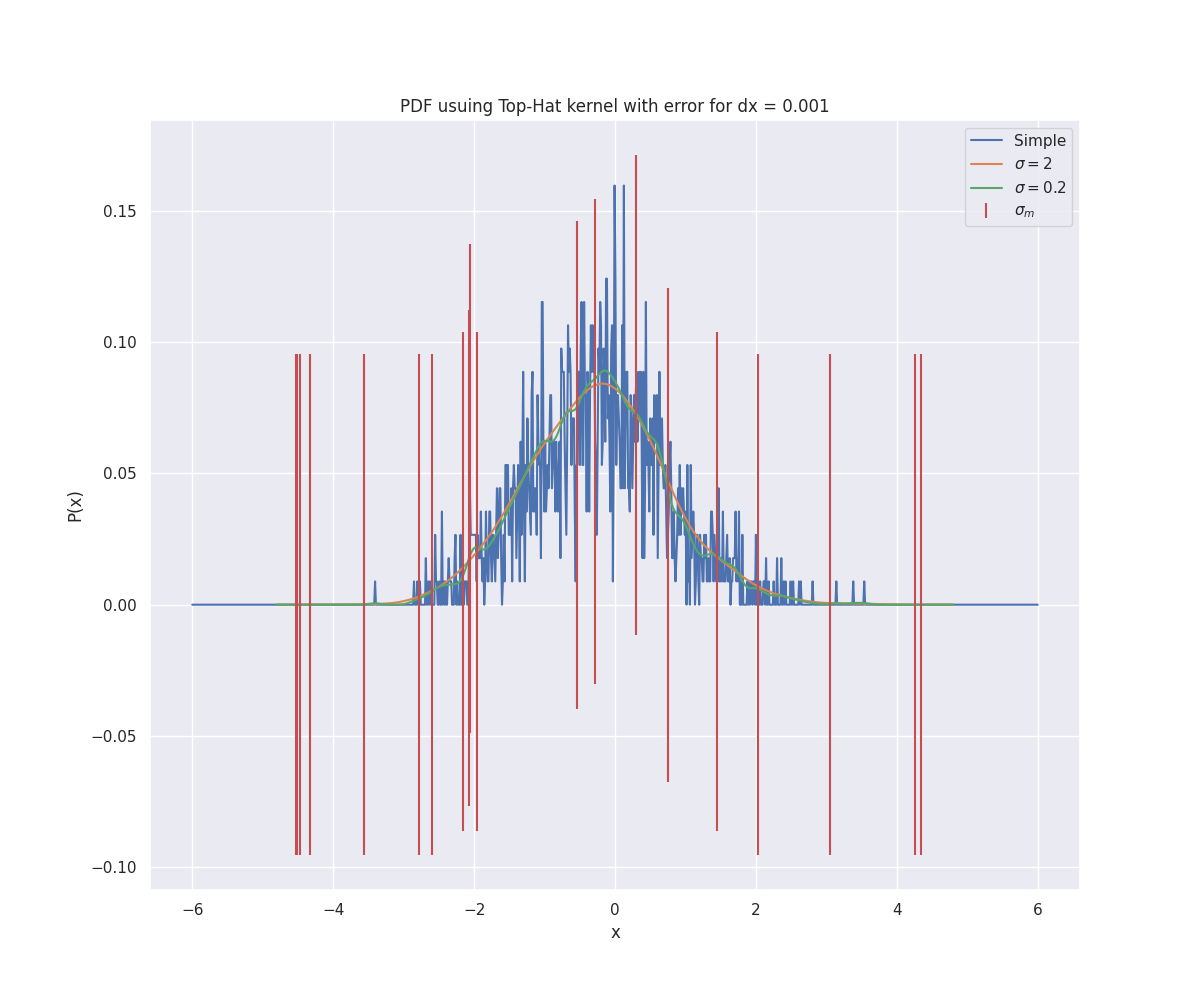 PDF usuing Top-Hat kernel with error for dx = 0.001
Simple
σ = 2
σ = 0.2
σₘ
0.15
0.10
0.05
0.00
−0.05
−0.10
P(x)
−6 −4 −2 0 2 4 6
x